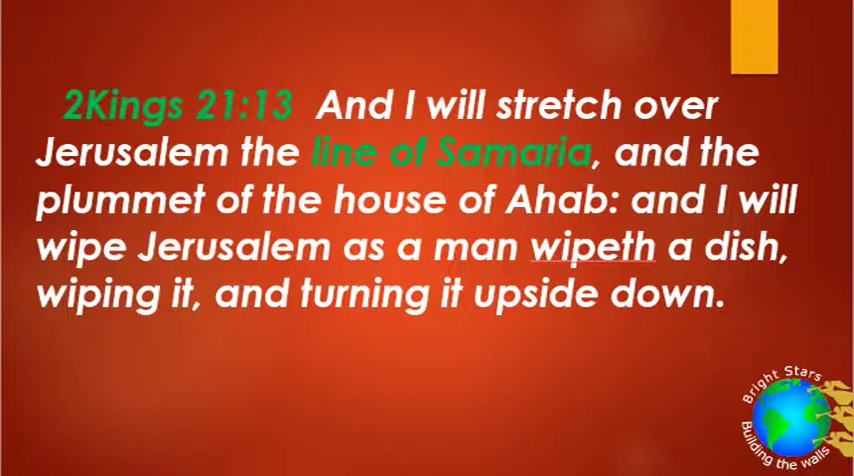 2Kings 21:13 And I will stretch over
Jerusalem the line of Samaria, and the
plummet of the house of Ahab: and I will
wipe Jerusalem as a man wipeth a dish,
wiping it, and turning it upside down.
Bright Stars
Building the walls